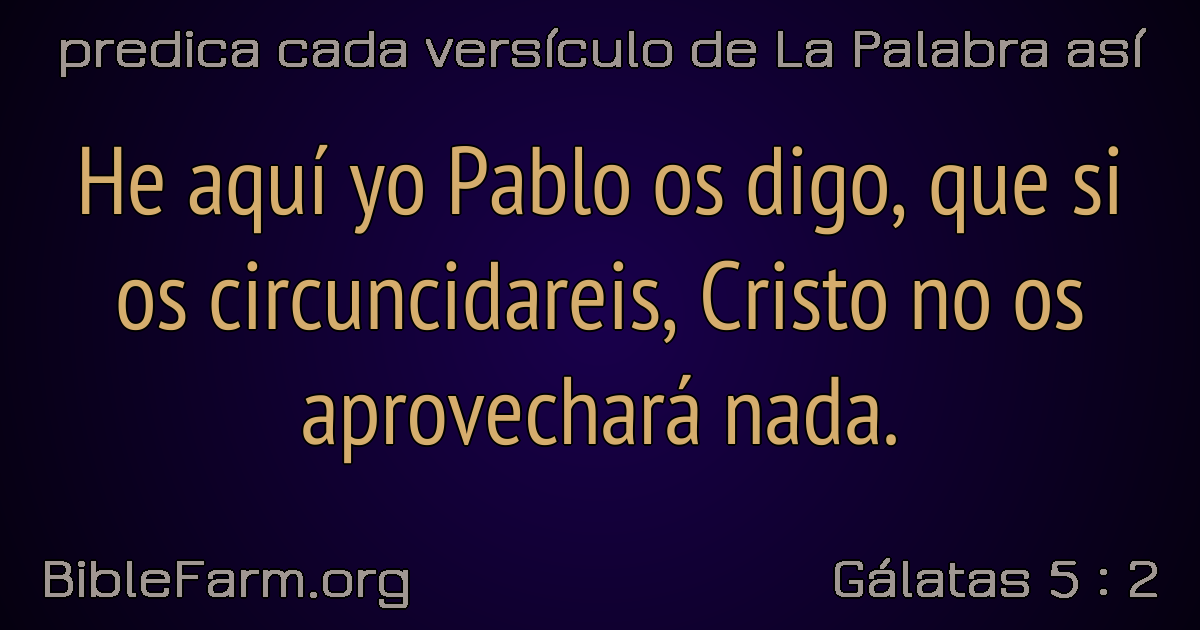 predica cada versículo de La Palabra así
He aquí yo Pablo os digo, que si
os circuncidareis, Cristo no os
aprovechará nada.
BibleFarm.org
Gálatas 5 : 2